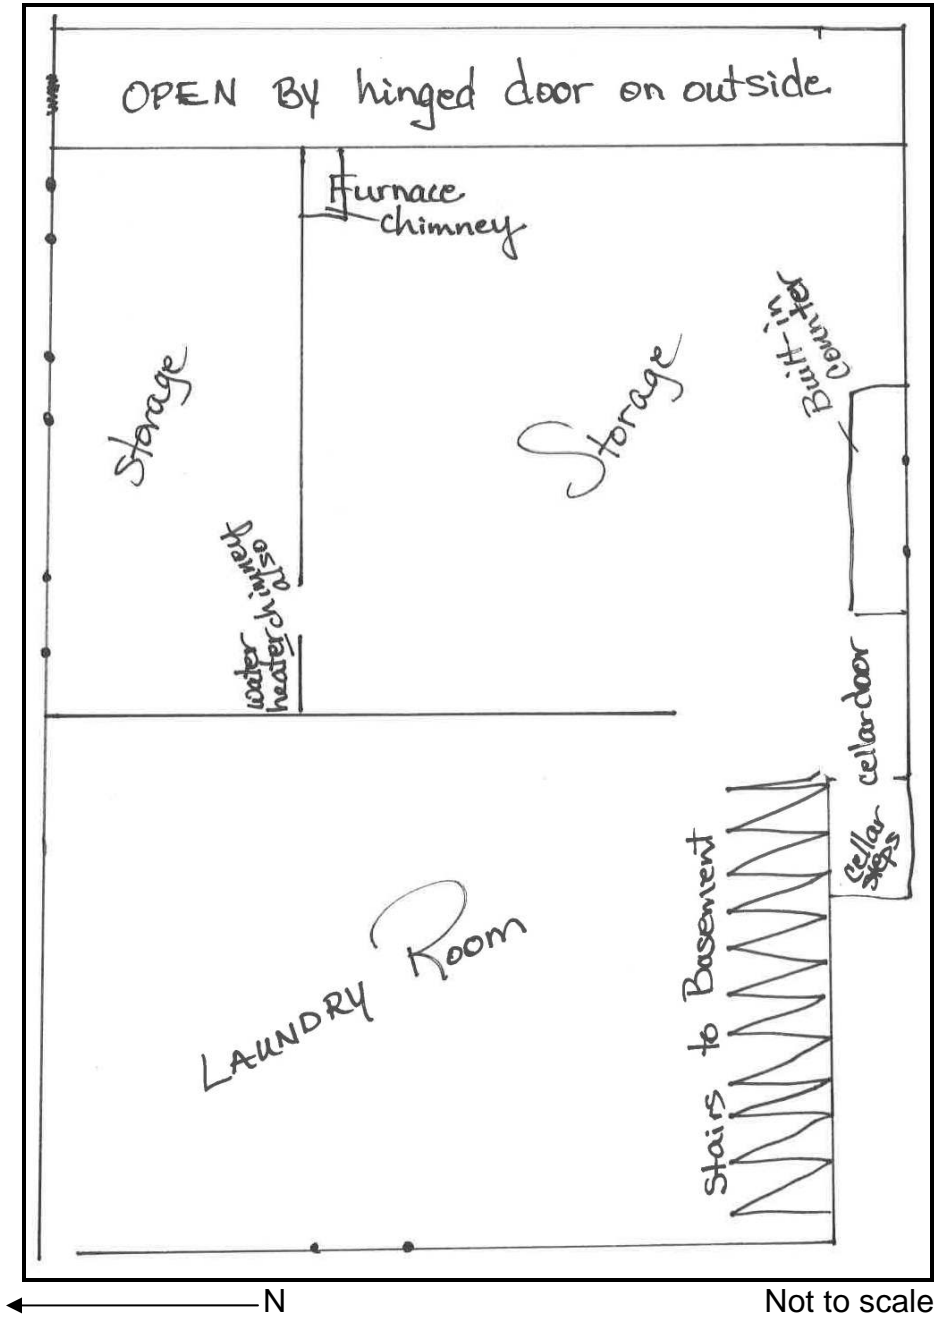 OPEN BY hinged door on outside
Furnace
chimney
Built-in
counter
Storage
Storage
water
heater chimney
also
cellar door
cellar
steps
Stairs to Basement
LAUNDRY Room
N
Not to scale